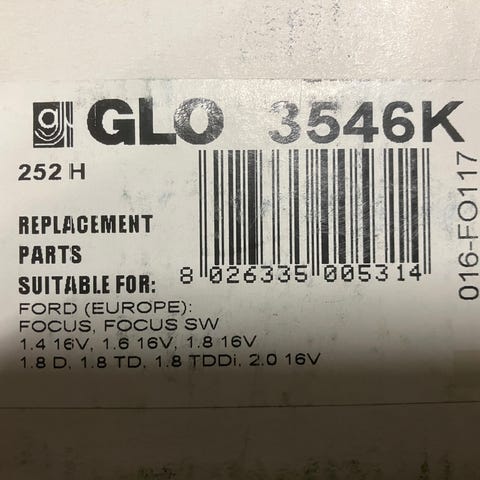 g GLO 3546K
252 H
REPLACEMENT
PARTS
SUITABLE FOR:
8 026335 005314
FORD (EUROPE):
FOCUS, FOCUS SW
1.4 16V, 1.6 16V, 1.8 16V
1.8 D, 1.8 TD, 1.8 TDDi, 2.0 16V
016-FO117